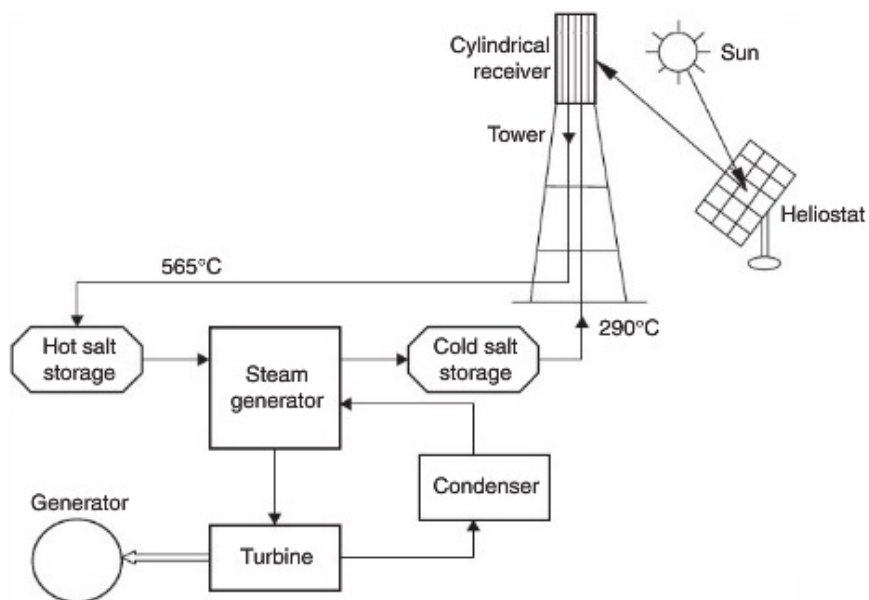 Cylindrical
receiver
Sun
Tower
Heliostat
565°C
290°C
Hot salt
storage
Steam
generator
Cold salt
storage
Condenser
Generator
Turbine